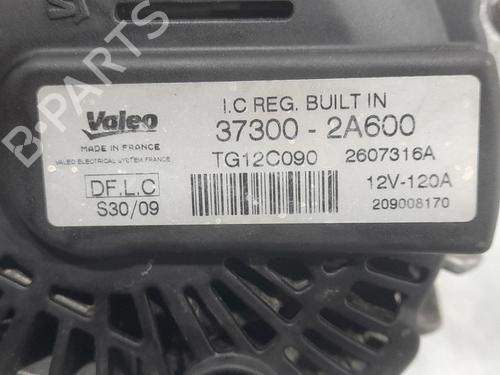 I.C REG. BUILT IN
Valeo
37300 - 2A600
MADE IN FRANCE
VALEO ELECTRICAL SYSTEM FRANCE
TG12C090 2607316A
DF.L.C
12V-120A
S30/09
209008170
B-PARTS